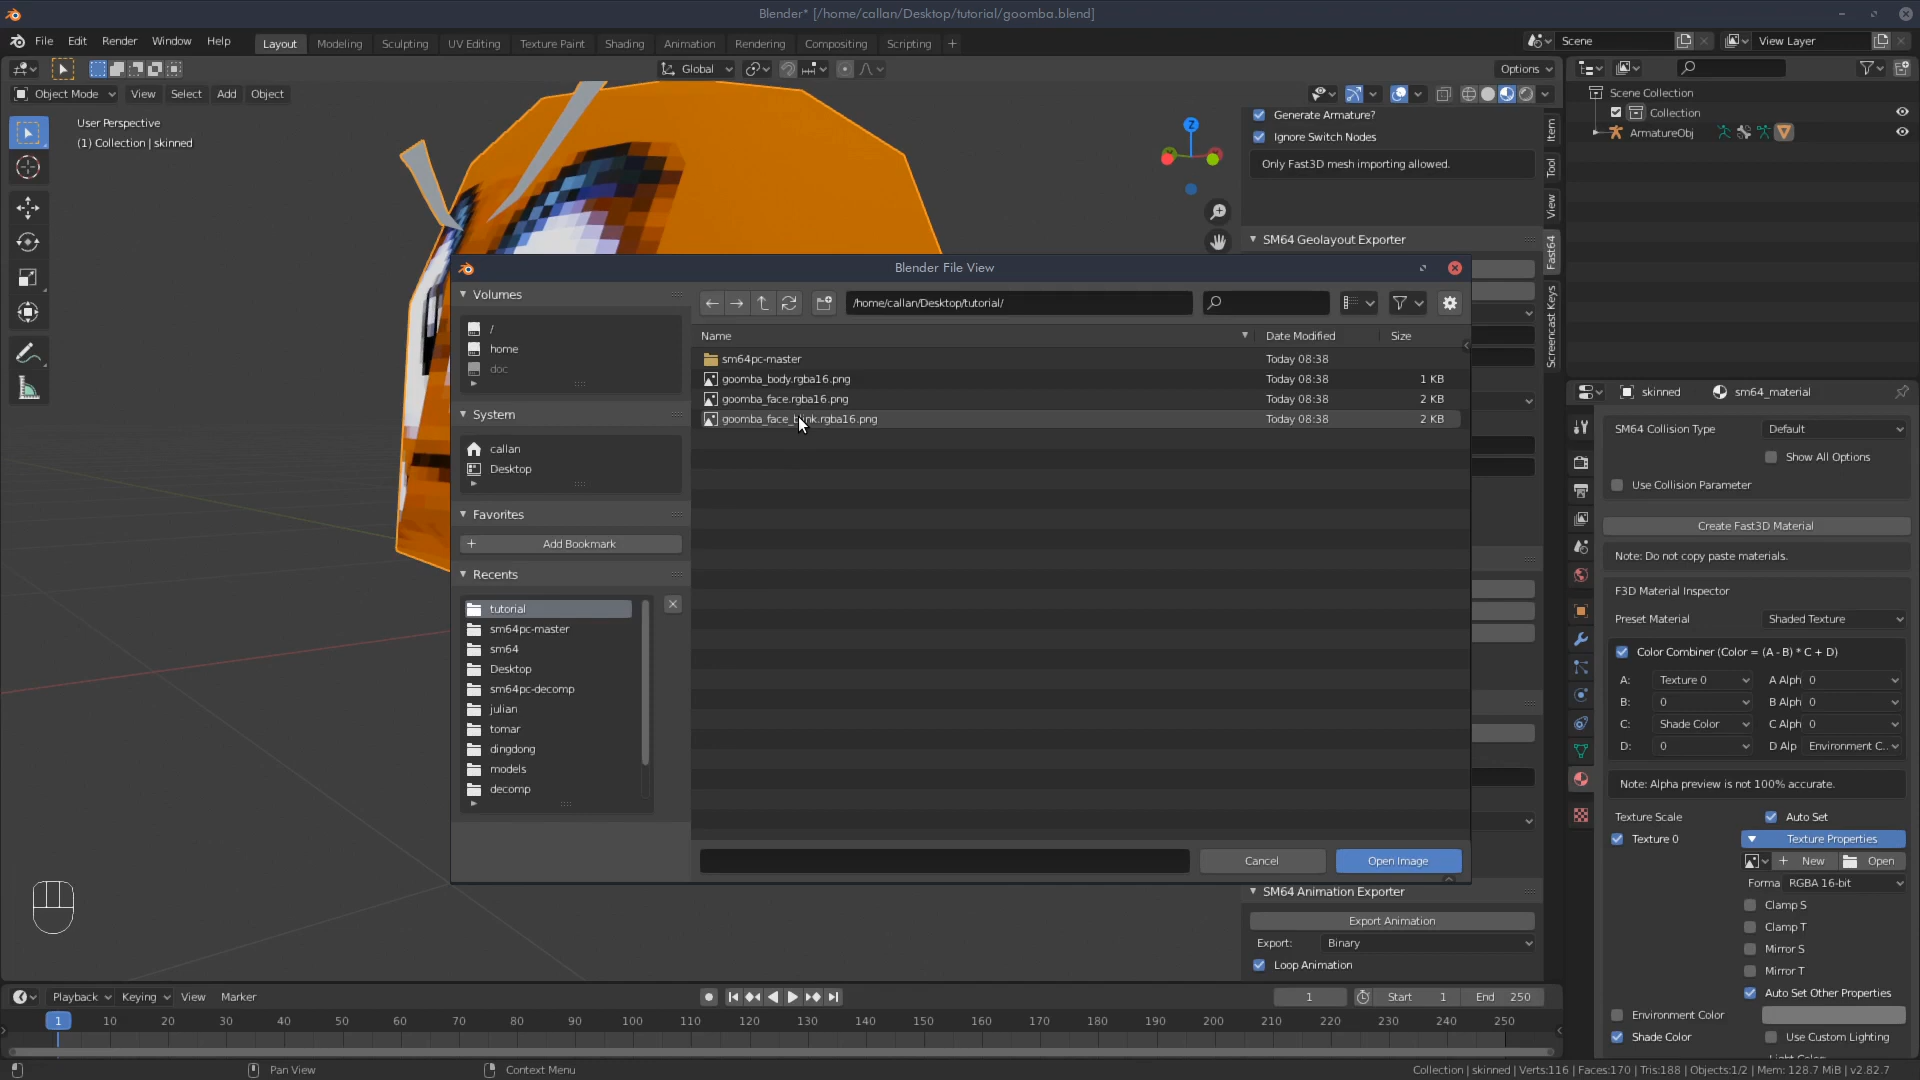 Blender* [/home/callan/Desktop/tutorial/goomba.blend]
File Edit Render Window Help
Layout Modeling Sculpting UV Editing Texture Paint Shading Animation Rendering Compositing Scripting +
Scene
View Layer
Global
Options
Object Mode View Select Add Object
User Perspective
(1) Collection | skinned
Z
Generate Armature?
Ignore Switch Nodes
Only Fast3D mesh importing allowed.
SM64 Geolayout Exporter
Item
Tool
View
Fast64
Screencast Keys
Scene Collection
Collection
ArmatureObj
Blender File View
Volumes
/
home
doc
System
callan
Desktop
Favorites
+ Add Bookmark
Recents
tutorial
sm64pc-master
sm64
Desktop
sm64pc-decomp
julian
tomar
dingdong
models
decomp
/home/callan/Desktop/tutorial/
Name Date Modified Size
sm64pc-master Today 08:38
goomba_body.rgba16.png Today 08:38 1 KB
goomba_face.rgba16.png Today 08:38 2 KB
goomba_face_blink.rgba16.png Today 08:38 2 KB
Cancel Open Image
SM64 Animation Exporter
Export Animation
Export: Binary
Loop Animation
skinned sm64_material
SM64 Collision Type Default
Show All Options
Use Collision Parameter
Create Fast3D Material
Note: Do not copy paste materials.
F3D Material Inspector
Preset Material Shaded Texture
Color Combiner (Color = (A - B) * C + D)
A: Texture 0 A Alph 0
B: 0 B Alph 0
C: Shade Color C Alph 0
D: 0 D Alp Environment C..
Note: Alpha preview is not 100% accurate.
Texture Scale Auto Set
Texture 0 Texture Properties
+ New Open
Forma RGBA 16-bit
Clamp S
Clamp T
Mirror S
Mirror T
Auto Set Other Properties
Environment Color
Shade Color Use Custom Lighting
Playback Keying View Marker
1 Start 1 End 250
1 10 20 30 40 50 60 70 80 90 100 110 120 130 140 150 160 170 180 190 200 210 220 230 240 250
Pan View Context Menu
Collection | skinned | Verts:116 | Faces:170 | Tris:188 | Objects:1/2 | Mem: 128.7 MiB | v2.82.7